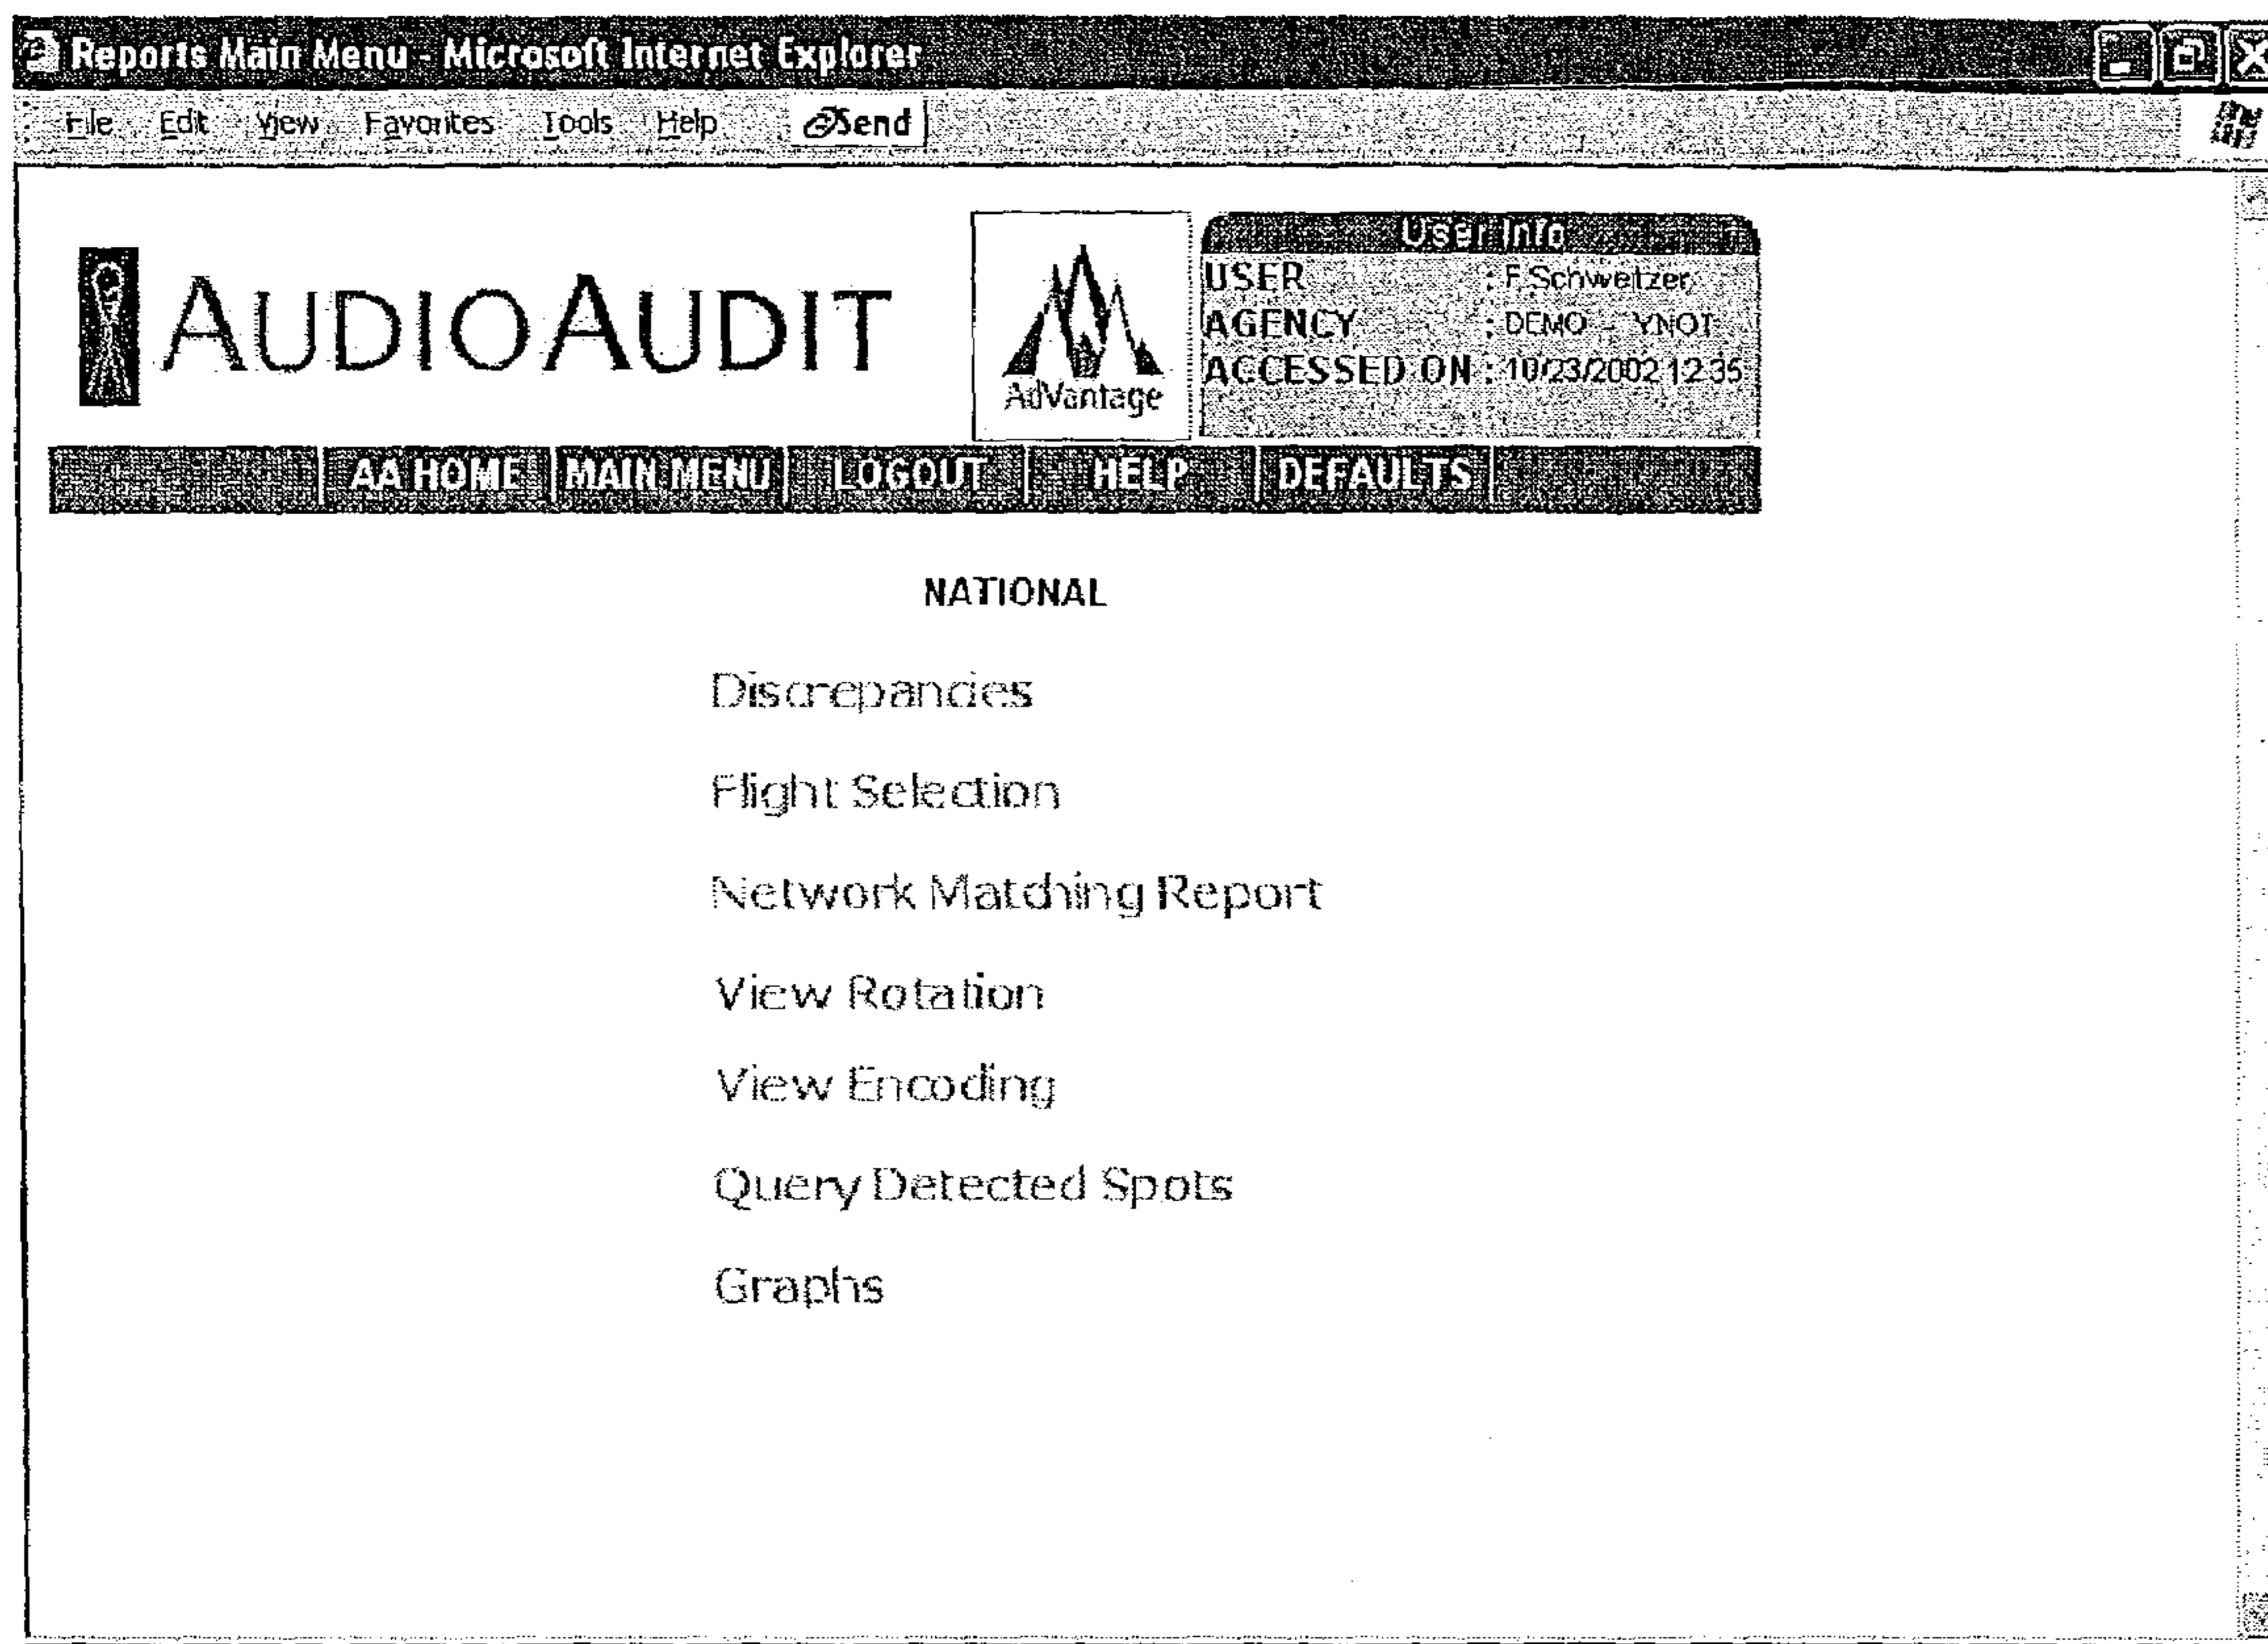 Reports Main Menu - Microsoft Internet Explorer
File Edit View Favorites Tools Help Send
AUDIOAUDIT
AdVantage
User Info
USER : F.Schweitzer
AGENCY : DEMO - YNOT
ACCESSED ON : 10/23/2002 12:35
AA HOME MAIN MENU LOGOUT HELP DEFAULTS
NATIONAL
Discrepancies
Flight Selection
Network Matching Report
View Rotation
View Encoding
Query Detected Spots
Graphs